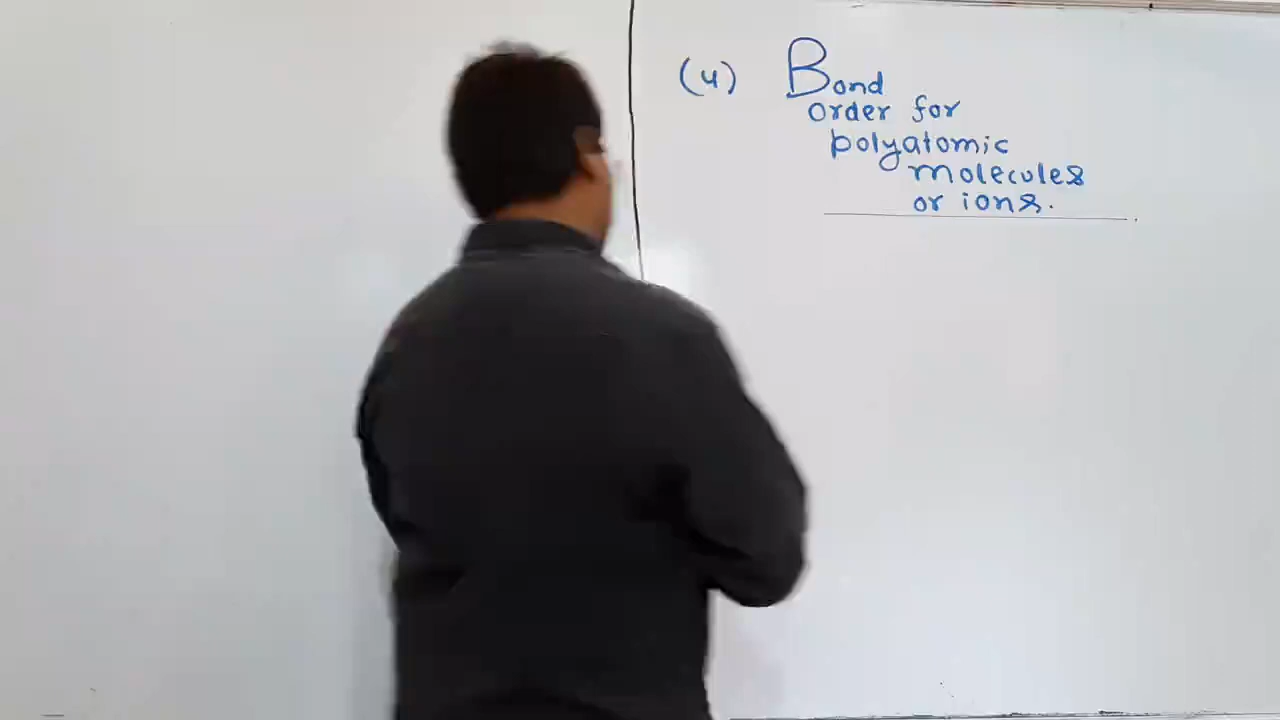 (4) Bond
order for
polyatomic
molecules
or ions.